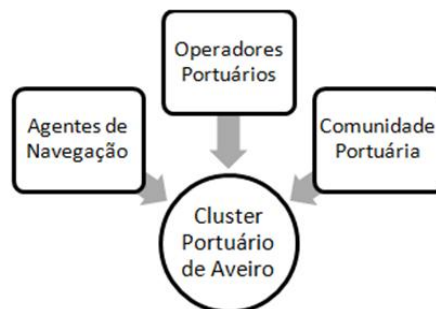 Operadores
Portuários
Agentes de
Navegação
Comunidade
Portuária
Cluster
Portuário
de Aveiro